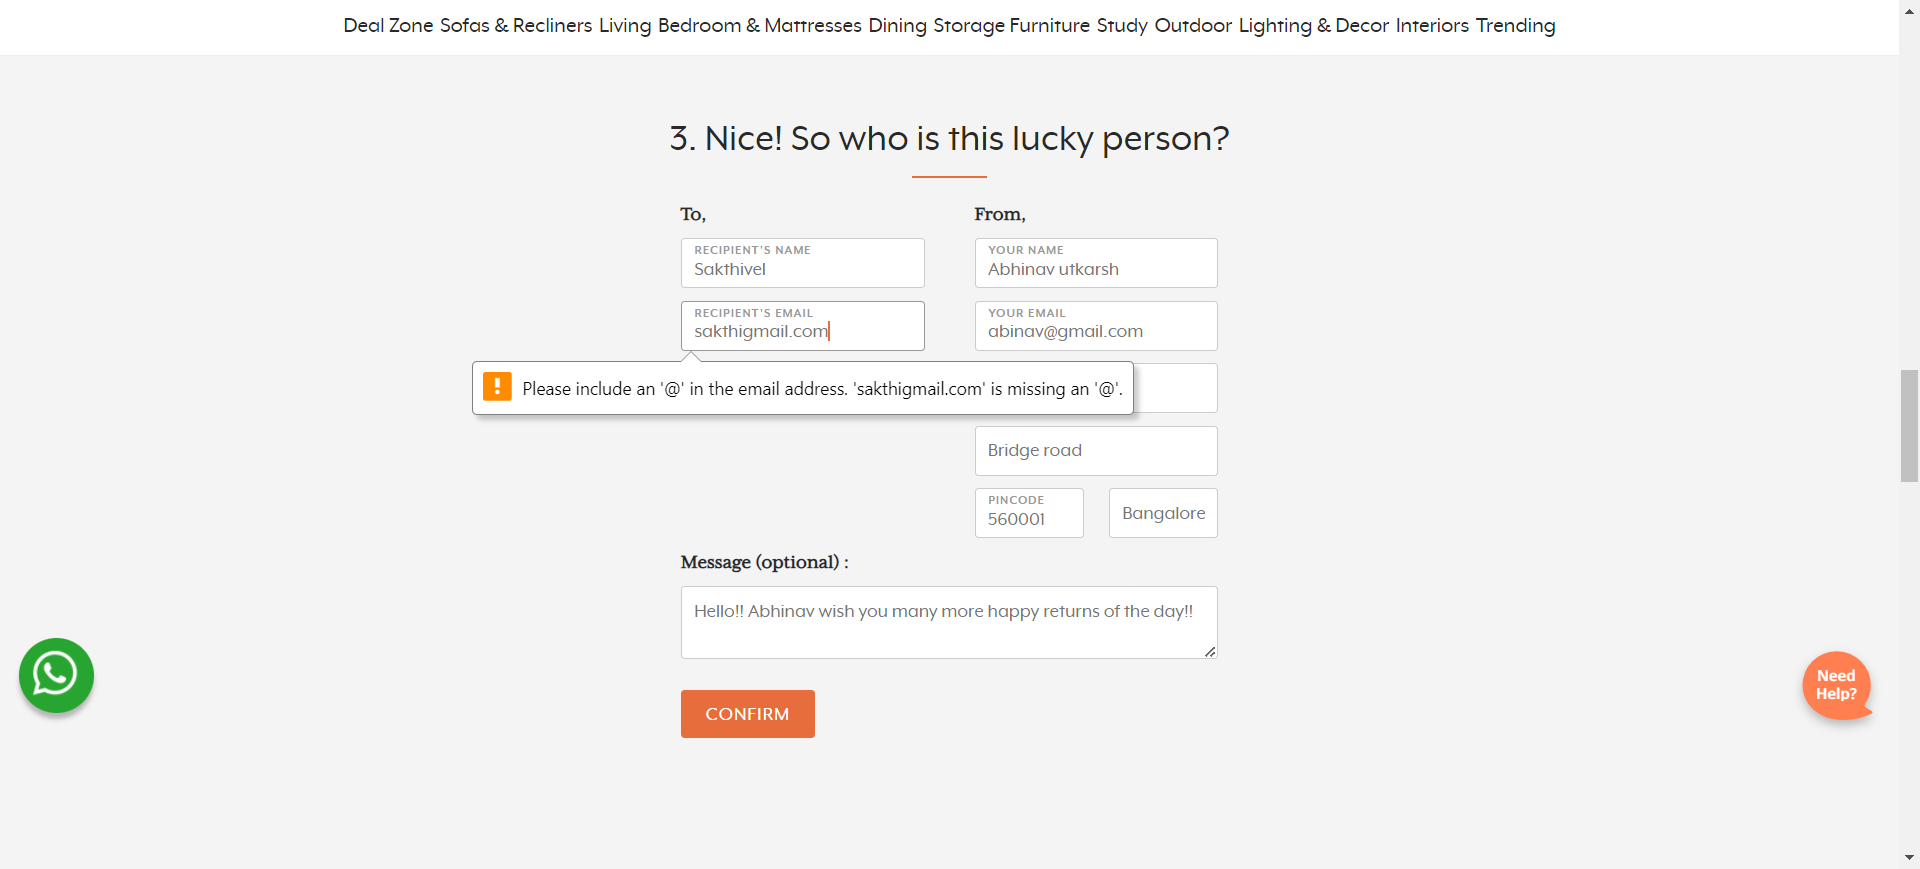 Deal Zone Sofas & Recliners Living Bedroom & Mattresses Dining Storage Furniture Study Outdoor Lighting & Decor Interiors Trending
3. Nice! So who is this lucky person?
To,
RECIPIENT'S NAME
Sakthivel
RECIPIENT'S EMAIL
sakthigmail.com
Please include an '@' in the email address. 'sakthigmail.com' is missing an '@'.
From,
YOUR NAME
Abhinav utkarsh
YOUR EMAIL
abinav@gmail.com
Bridge road
PINCODE
560001
Bangalore
Message (optional) :
Hello!! Abhinav wish you many more happy returns of the day!!
CONFIRM
Need
Help?